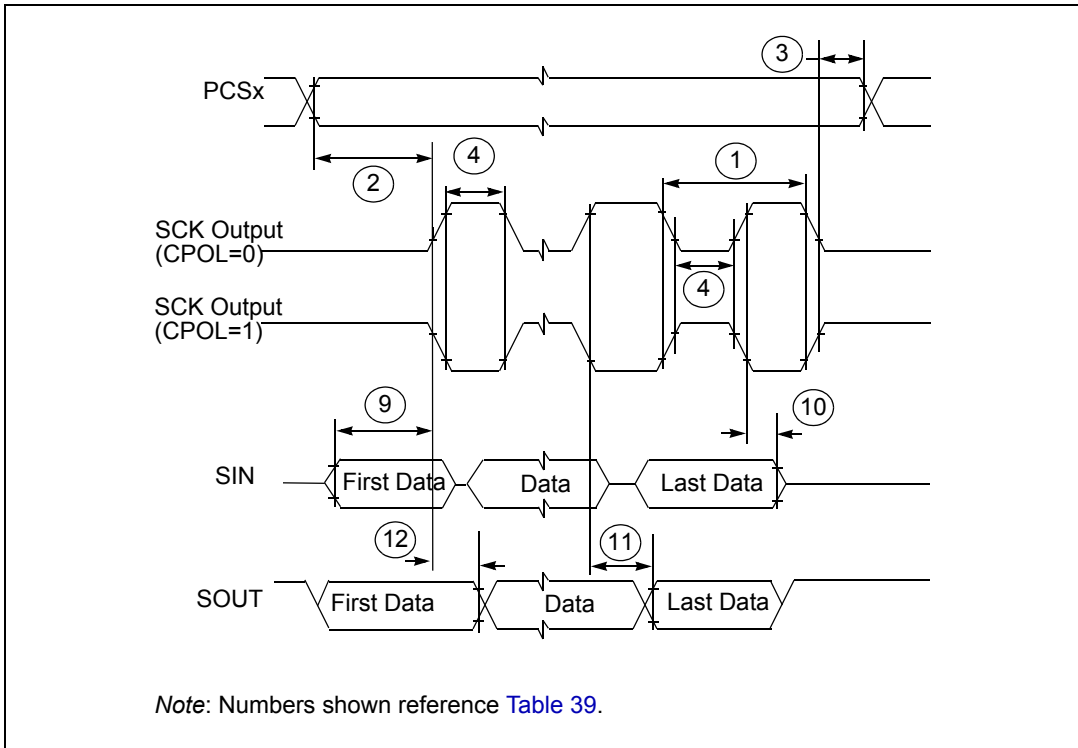 3
PCSx
4
1
2
SCK Output
(CPOL=0)
4
SCK Output
(CPOL=1)
9
10
SIN
First Data
Data
Last Data
12
11
SOUT
First Data
Data
Last Data
Note: Numbers shown reference Table 39.